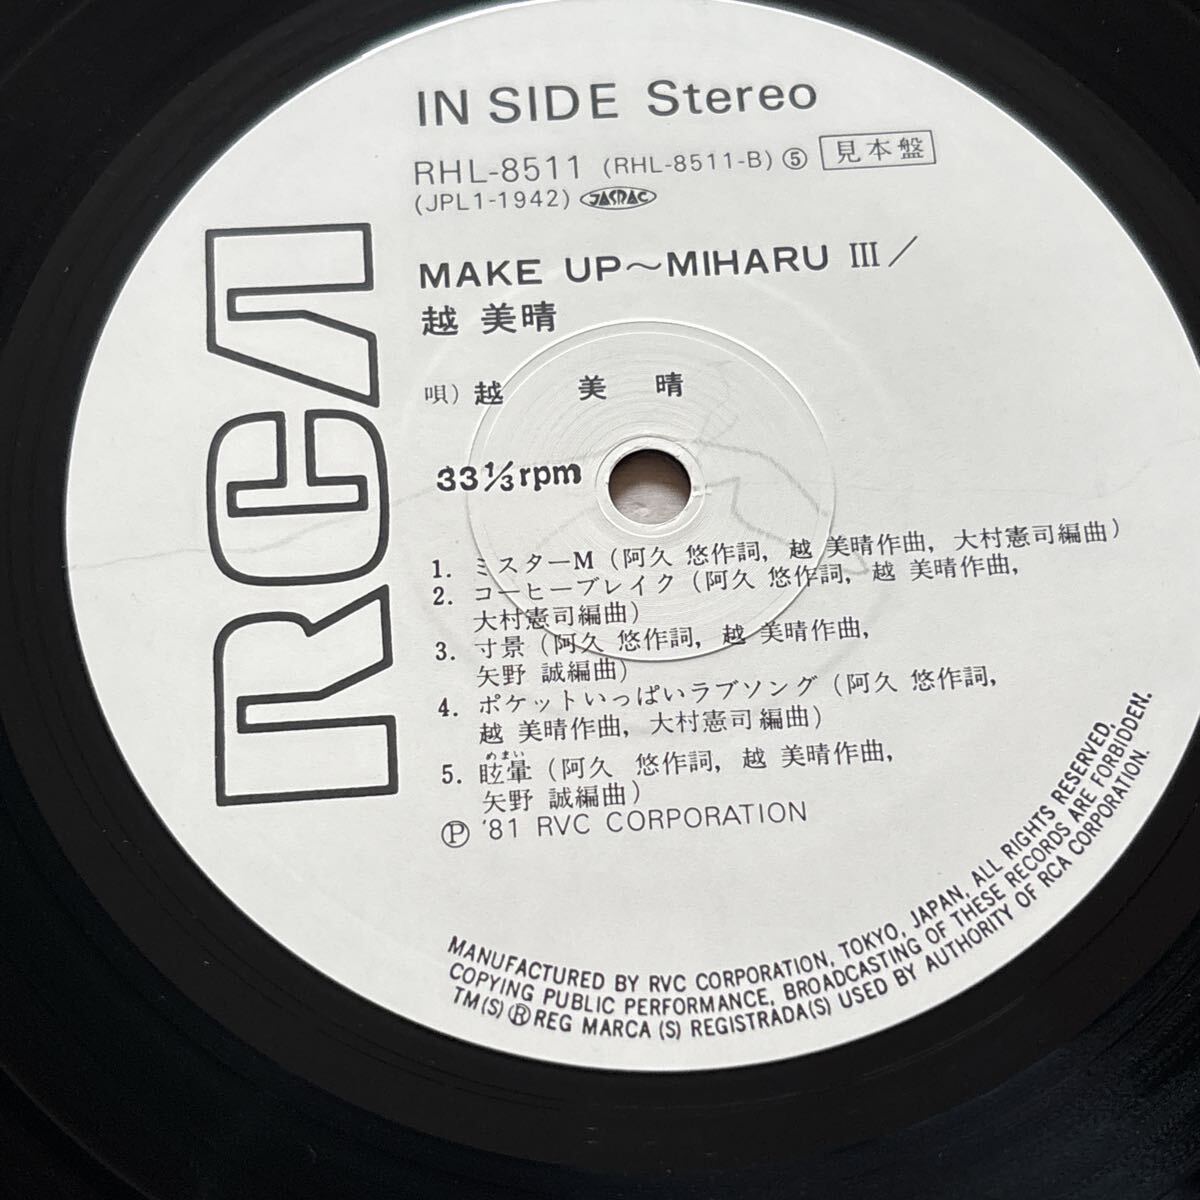 IN SIDE Stereo
RHL-8511 (RHL-8511-B) ⑤ 見本盤
(JPL1-1942) JASRAC
MAKE UP～MIHARU III／
越 美晴
唄) 越 美 晴
33⅓rpm
1. ミスターM (阿久 悠作詞, 越 美晴作曲, 大村憲司編曲)
2. コーヒーブレイク (阿久 悠作詞, 越 美晴作曲,
大村憲司編曲)
3. 寸景 (阿久 悠作詞, 越 美晴作曲,
矢野 誠編曲)
4. ポケットいっぱいラブソング (阿久 悠作詞,
越 美晴作曲, 大村憲司編曲)
めまい
5. 眩暈 (阿久 悠作詞, 越 美晴作曲,
矢野 誠編曲)
Ⓟ '81 RVC CORPORATION
RCA
MANUFACTURED BY RVC CORPORATION, TOKYO, JAPAN, ALL RIGHTS RESERVED,
COPYING PUBLIC PERFORMANCE, BROADCASTING OF THESE RECORDS ARE FORBIDDEN.
TM(S) ® REG MARCA (S) REGISTRADA(S) USED BY AUTHORITY OF RCA CORPORATION.